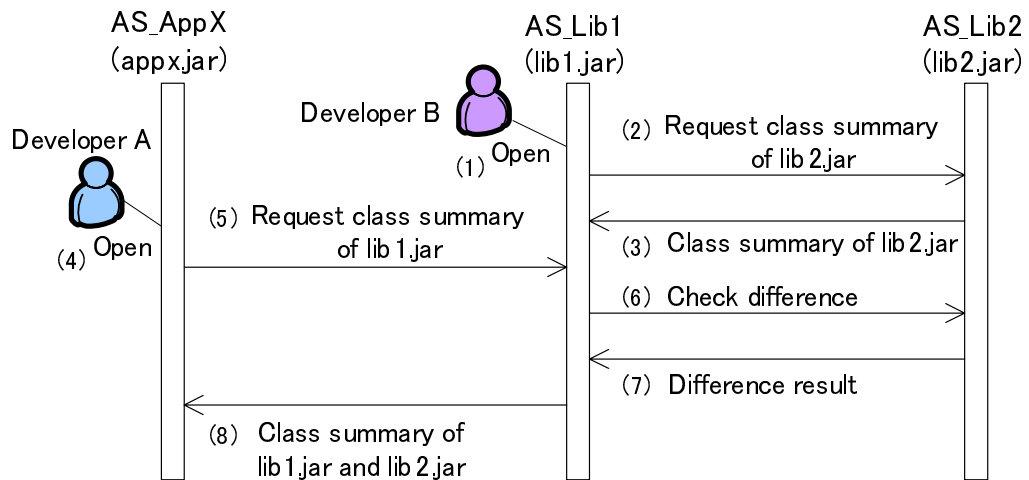 AS_AppX
(appx.jar)
AS_Lib1
(lib1.jar)
AS_Lib2
(lib2.jar)
Developer B
(1) Open
(2) Request class summary
of lib2.jar
Developer A
(4) Open
(3) Class summary of lib2.jar
(5) Request class summary
of lib1.jar
(6) Check difference
(7) Difference result
(8) Class summary of
lib1.jar and lib2.jar